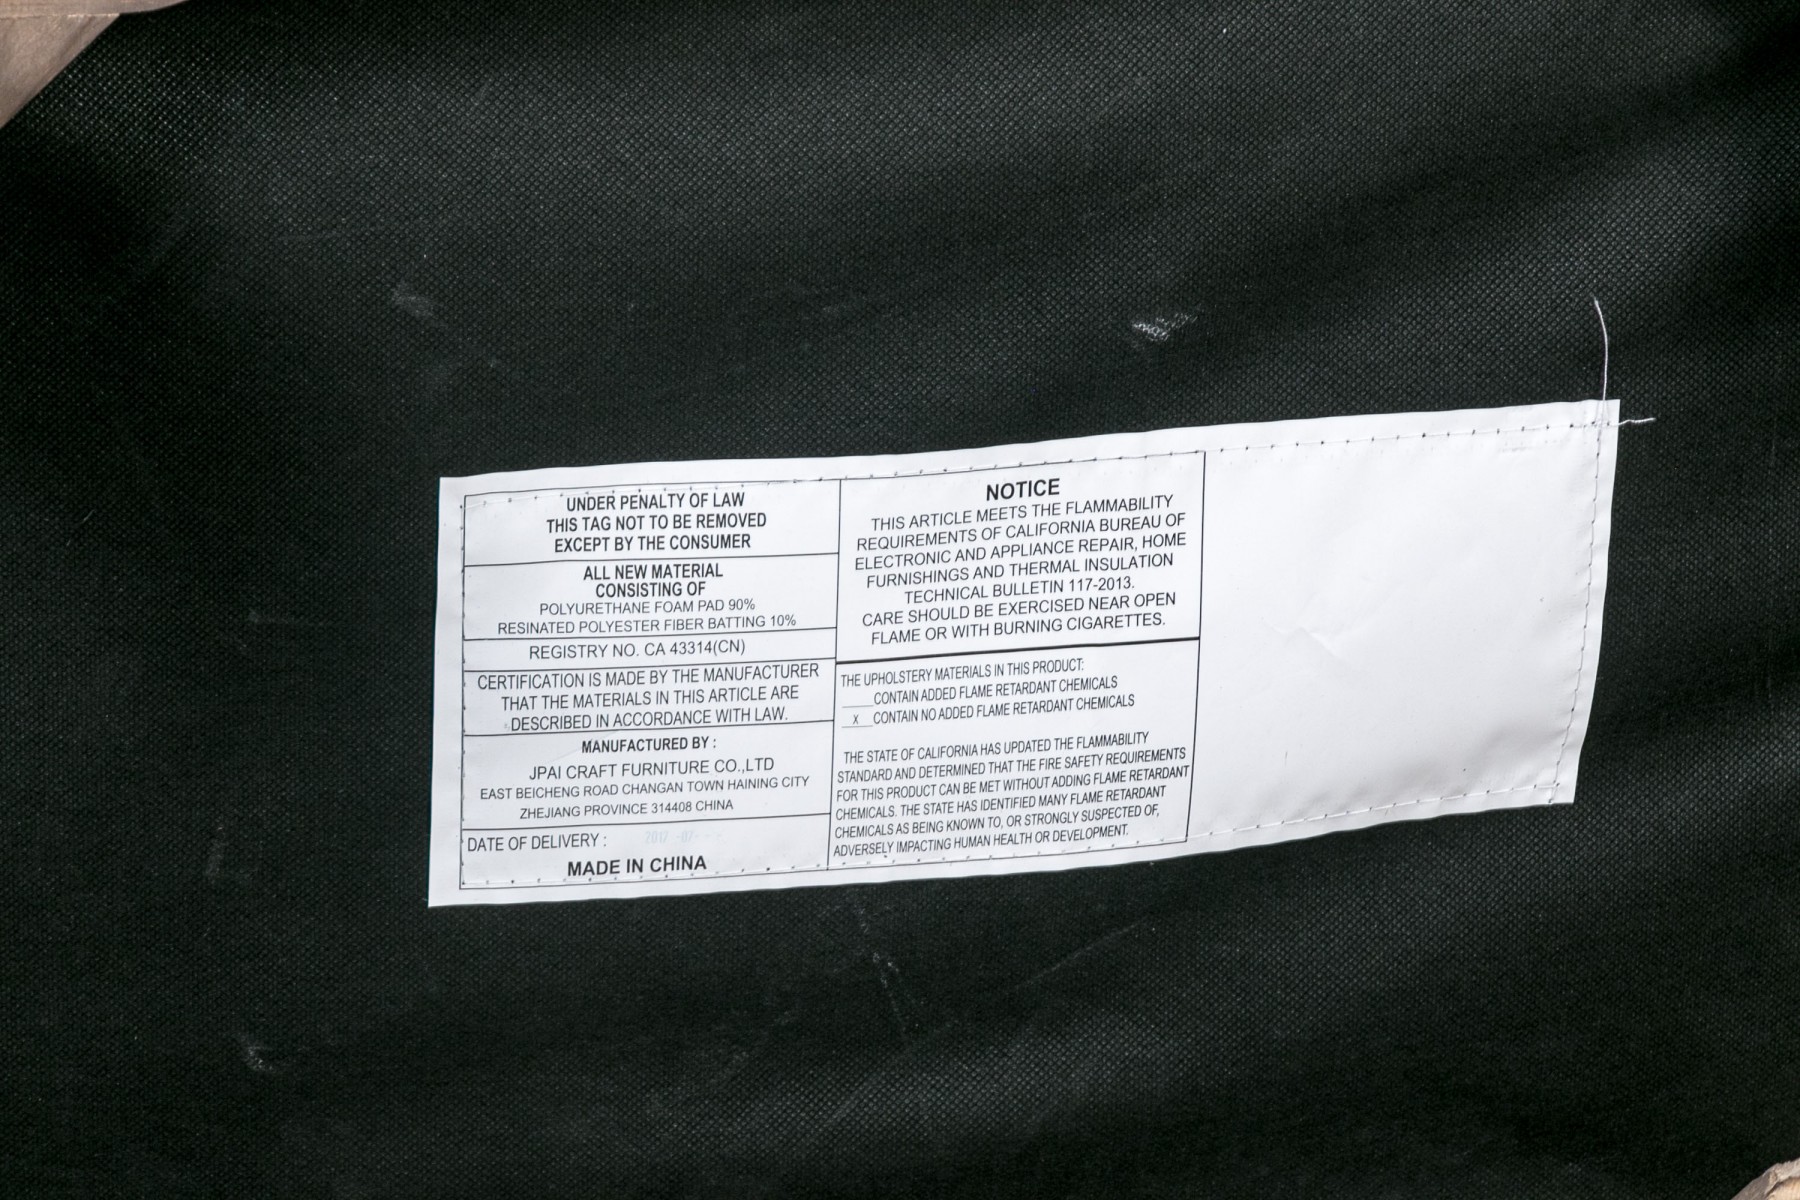 UNDER PENALTY OF LAW
THIS TAG NOT TO BE REMOVED
EXCEPT BY THE CONSUMER
ALL NEW MATERIAL
CONSISTING OF
POLYURETHANE FOAM PAD 90%
RESINATED POLYESTER FIBER BATTING 10%
REGISTRY NO. CA 43314(CN)
CERTIFICATION IS MADE BY THE MANUFACTURER
THAT THE MATERIALS IN THIS ARTICLE ARE
DESCRIBED IN ACCORDANCE WITH LAW.
MANUFACTURED BY :
JPAI CRAFT FURNITURE CO.,LTD
EAST BEICHENG ROAD CHANGAN TOWN HAINING CITY
ZHEJIANG PROVINCE 314408 CHINA
DATE OF DELIVERY : 2017 -07-
MADE IN CHINA
NOTICE
THIS ARTICLE MEETS THE FLAMMABILITY
REQUIREMENTS OF CALIFORNIA BUREAU OF
ELECTRONIC AND APPLIANCE REPAIR, HOME
FURNISHINGS AND THERMAL INSULATION
TECHNICAL BULLETIN 117-2013.
CARE SHOULD BE EXERCISED NEAR OPEN
FLAME OR WITH BURNING CIGARETTES.
THE UPHOLSTERY MATERIALS IN THIS PRODUCT:
____CONTAIN ADDED FLAME RETARDANT CHEMICALS
__X__CONTAIN NO ADDED FLAME RETARDANT CHEMICALS
THE STATE OF CALIFORNIA HAS UPDATED THE FLAMMABILITY
STANDARD AND DETERMINED THAT THE FIRE SAFETY REQUIREMENTS
FOR THIS PRODUCT CAN BE MET WITHOUT ADDING FLAME RETARDANT
CHEMICALS. THE STATE HAS IDENTIFIED MANY FLAME RETARDANT
CHEMICALS AS BEING KNOWN TO, OR STRONGLY SUSPECTED OF,
ADVERSELY IMPACTING HUMAN HEALTH OR DEVELOPMENT.